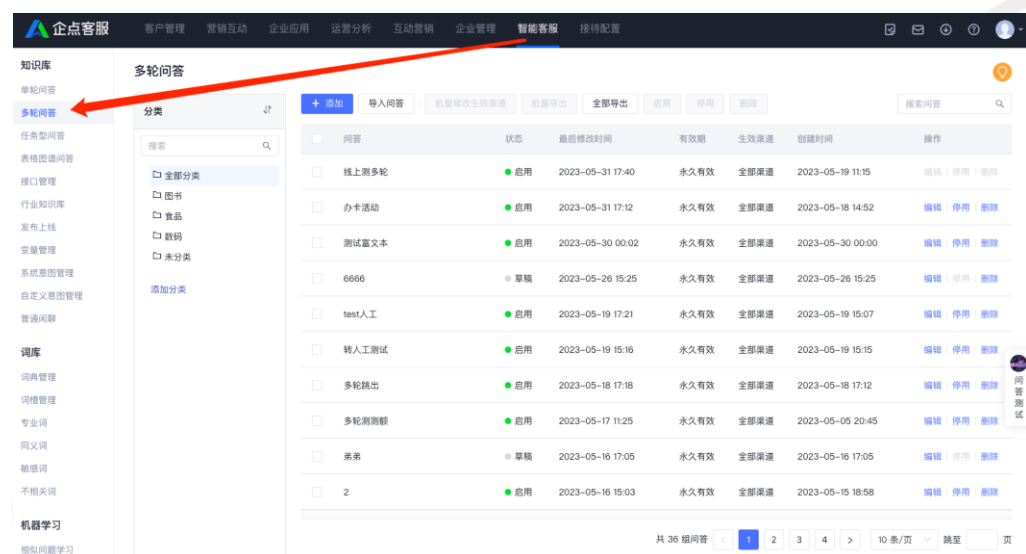 企点客服 客户管理 营销互动 企业应用 运营分析 互动营销 企业管理 智能客服 接待配置
知识库
单轮问答
多轮问答
任务型问答
表格图谱问答
接口管理
行业知识库
发布上线
变量管理
系统意图管理
自定义意图管理
普通闲聊
词库
词典管理
词槽管理
专业词
同义词
敏感词
不相关词
机器学习
相似问题学习
多轮问答
分类
搜索
全部分类
图书
食品
数码
未分类
添加分类
+ 添加 导入问答 批量修改生效渠道 批量导出 全部导出 启用 停用 删除 搜索问答
问答 状态 最后修改时间 有效期 生效渠道 创建时间 操作
线上测多轮 启用 2023-05-31 17:40 永久有效 全部渠道 2023-05-19 11:15 编辑 停用 删除
办卡活动 启用 2023-05-31 17:12 永久有效 全部渠道 2023-05-18 14:52 编辑 停用 删除
测试富文本 启用 2023-05-30 00:02 永久有效 全部渠道 2023-05-30 00:00 编辑 停用 删除
6666 草稿 2023-05-26 15:25 永久有效 全部渠道 2023-05-26 15:25 编辑 停用 删除
test人工 启用 2023-05-19 17:21 永久有效 全部渠道 2023-05-19 15:07 编辑 停用 删除
转人工测试 启用 2023-05-19 15:16 永久有效 全部渠道 2023-05-19 15:15 编辑 停用 删除
多轮跳出 启用 2023-05-18 17:18 永久有效 全部渠道 2023-05-18 17:12 编辑 停用 删除
多轮测测额 启用 2023-05-17 11:25 永久有效 全部渠道 2023-05-05 20:45 编辑 停用 删除
弟弟 草稿 2023-05-16 17:05 永久有效 全部渠道 2023-05-16 17:05 编辑 停用 删除
2 启用 2023-05-16 15:03 永久有效 全部渠道 2023-05-15 18:58 编辑 停用 删除
共 36 组问答 < 1 2 3 4 > 10 条/页 跳至 页
问答测试